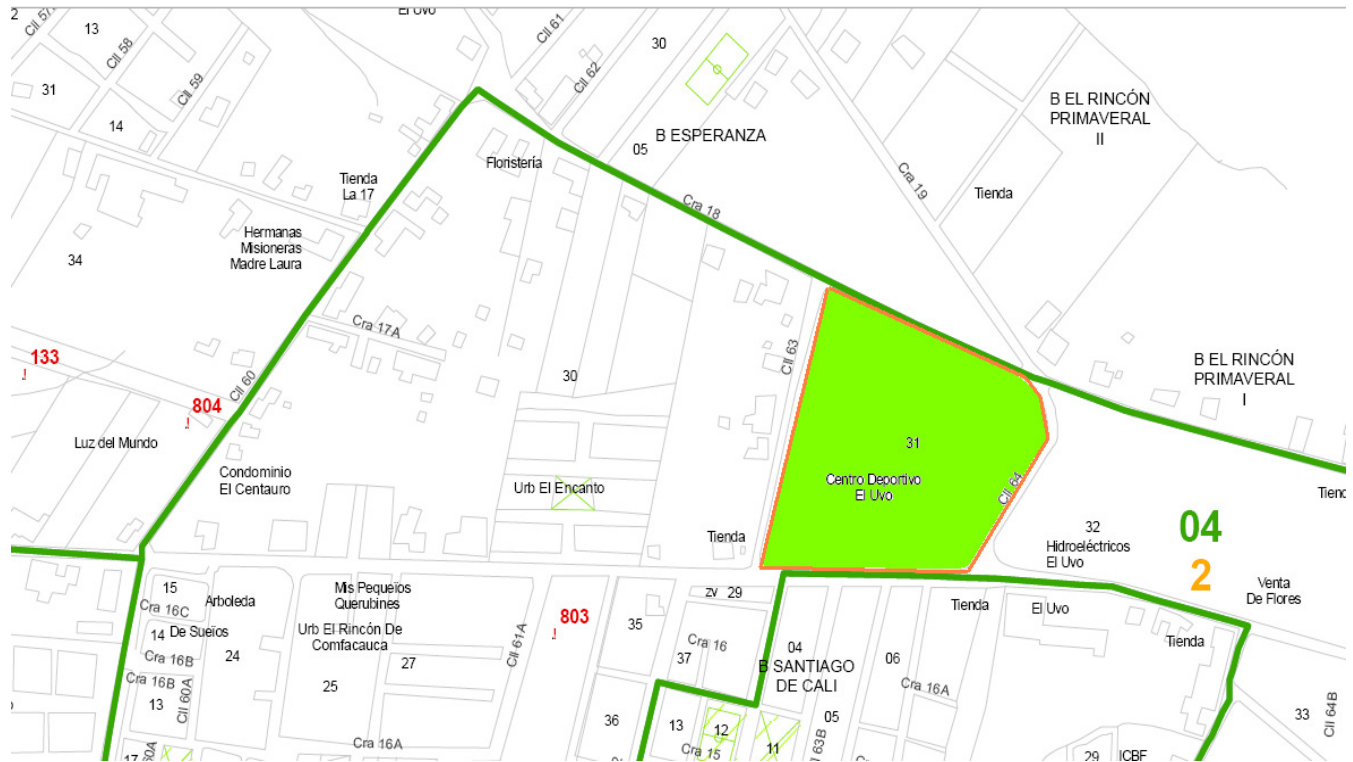 2
Cll 57
13
Cll 58
El Uvo
Cll 61
30
Cll 62
31
Cll 59
14
B ESPERANZA
05
B EL RINCÓN
PRIMAVERAL
II
Floristería
Tienda
La 17
Cra 18
Cra 19
Tienda
Hermanas
Misioneras
Madre Laura
34
Cra 17A
Cll 63
133
Cll 60
30
B EL RINCÓN
PRIMAVERAL
I
804
Luz del Mundo
31
Condominio
El Centauro
Urb El Encanto
Centro Deportivo
El Uvo
Cll 64
Tienda
32
Hidroeléctricos
El Uvo
04
2
Venta
De Flores
15
Cra 16C
Arboleda
Mis Pequeïos
Querubines
803
zv 29
Tienda
El Uvo
14
De Sueïos
Cra 16B
24
Urb El Rincón De
Comfacauca
27
Cll 61A
35
Cra 16
37
04
B SANTIAGO
DE CALI
06
Tienda
Cra 16B
Cll 60A
25
Cra 16A
13
36
13
12
11
05
33
Cll 64B
Cra 16A
Cra 15
63B
17
60A
29
ICBF